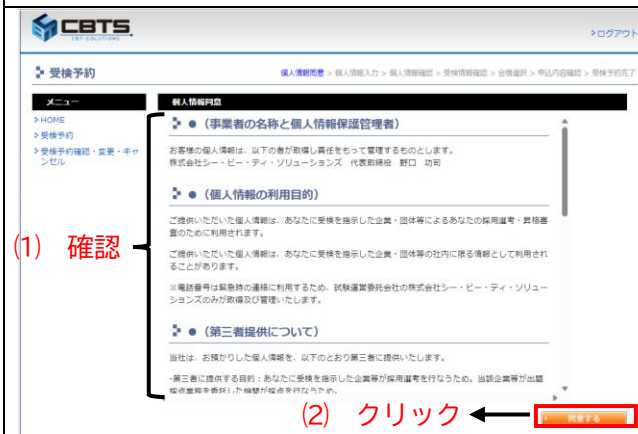 CBTS
CBT-SOLUTIONS
>ログアウト
受検予約
個人情報同意 > 個人情報入力 > 個人情報確認 > 受検情報確認 > 会場選択 > 申込内容確認 > 受検予約完了
メニュー
>HOME
>受検予約
>受検予約確認・変更・キャ
ンセル
個人情報同意
● （事業者の名称と個人情報保護管理者）
お客様の個人情報は、以下の者が取得し責任をもって管理するものとします。
株式会社シー・ビー・ティ・ソリューションズ　代表取締役　野口　功司
● （個人情報の利用目的）
ご提供いただいた個人情報は、あなたに受検を指示した企業・団体等によるあなたの採用選考・昇格審
査のために利用されます。
ご提供いただいた個人情報は、あなたに受検を指示した企業・団体等の社内に限る情報として利用され
ることがあります。
※電話番号は緊急時の連絡に利用するため、試験運営委託会社の株式会社シー・ビー・ティ・ソリュー
ションズのみが取得及び管理いたします。
● （第三者提供について）
当社は、お預かりした個人情報を、以下のとおり第三者に提供いたします。
-第三者に提供する目的：あなたに受検を指示した企業等が採用選考を行なうため。当該企業等が出題
採点業務を委託した機関が採点を行なうため。
⑴　確認
⑵　クリック
同意する